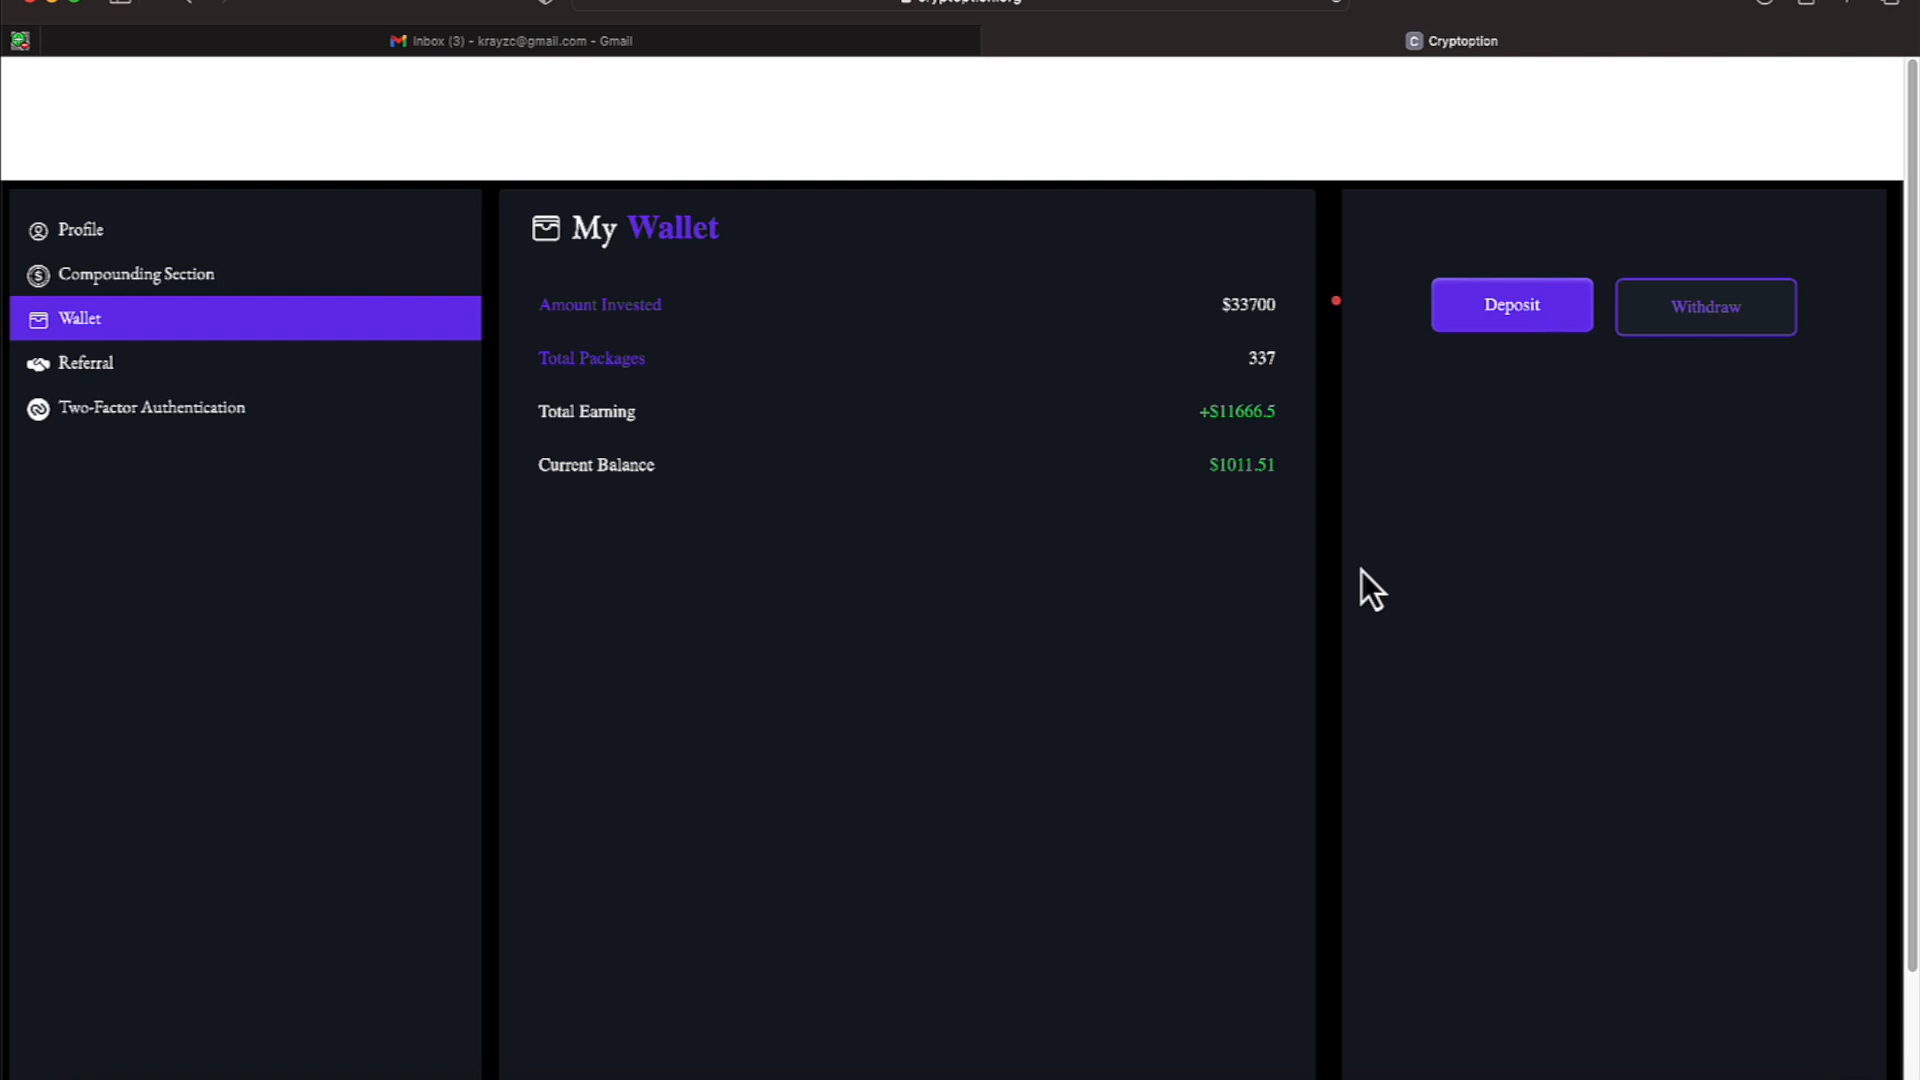 Inbox (3) - krayzc@gmail.com - Gmail
C Cryptoption
Profile
Compounding Section
Wallet
Referral
Two-Factor Authentication
My Wallet
Amount Invested $33700
Total Packages 337
Total Earning +$11666.5
Current Balance $1011.51
Deposit
Withdraw